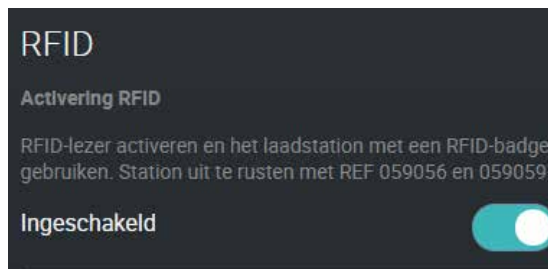 RFID
Activering RFID
RFID-lezer activeren en het laadstation met een RFID-badge
gebruiken. Station uit te rusten met REF 059056 en 059059
Ingeschakeld